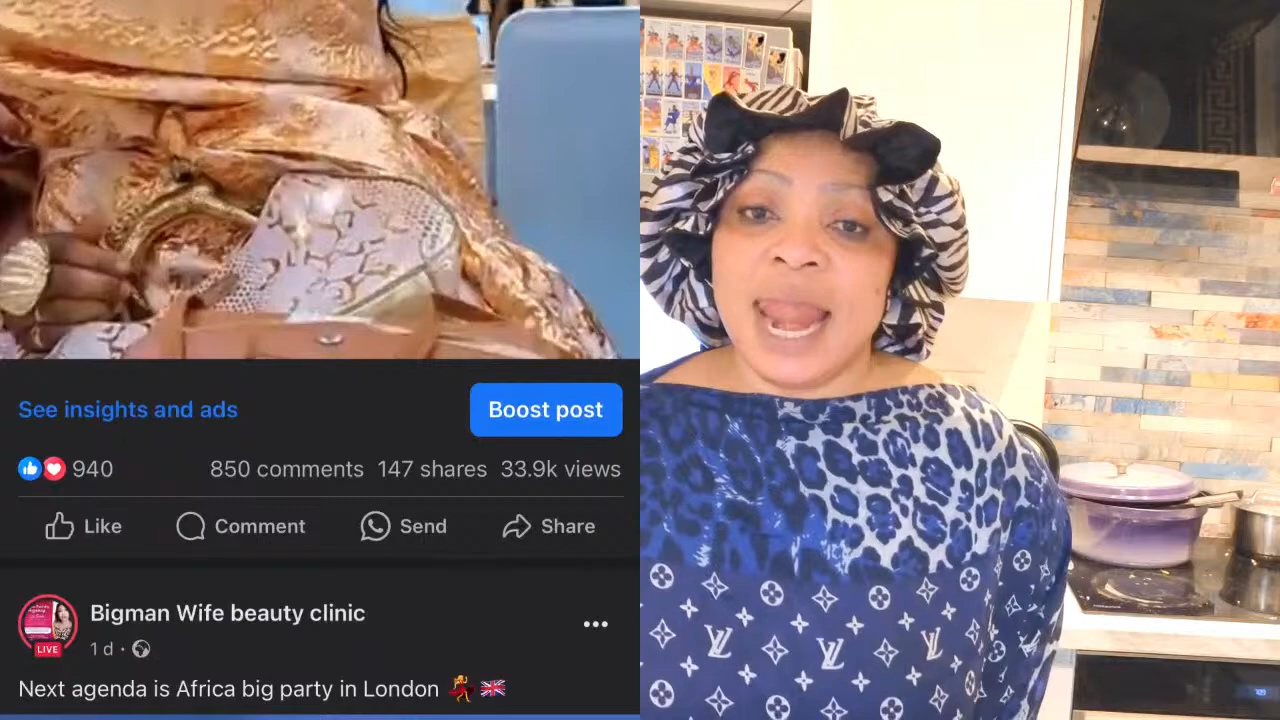 See insights and ads
Boost post
940
850 comments
147 shares
33.9k views
Like
Comment
Send
Share
Bigman Wife beauty clinic
LIVE
1 d ·
Next agenda is Africa big party in London 💃🇬🇧